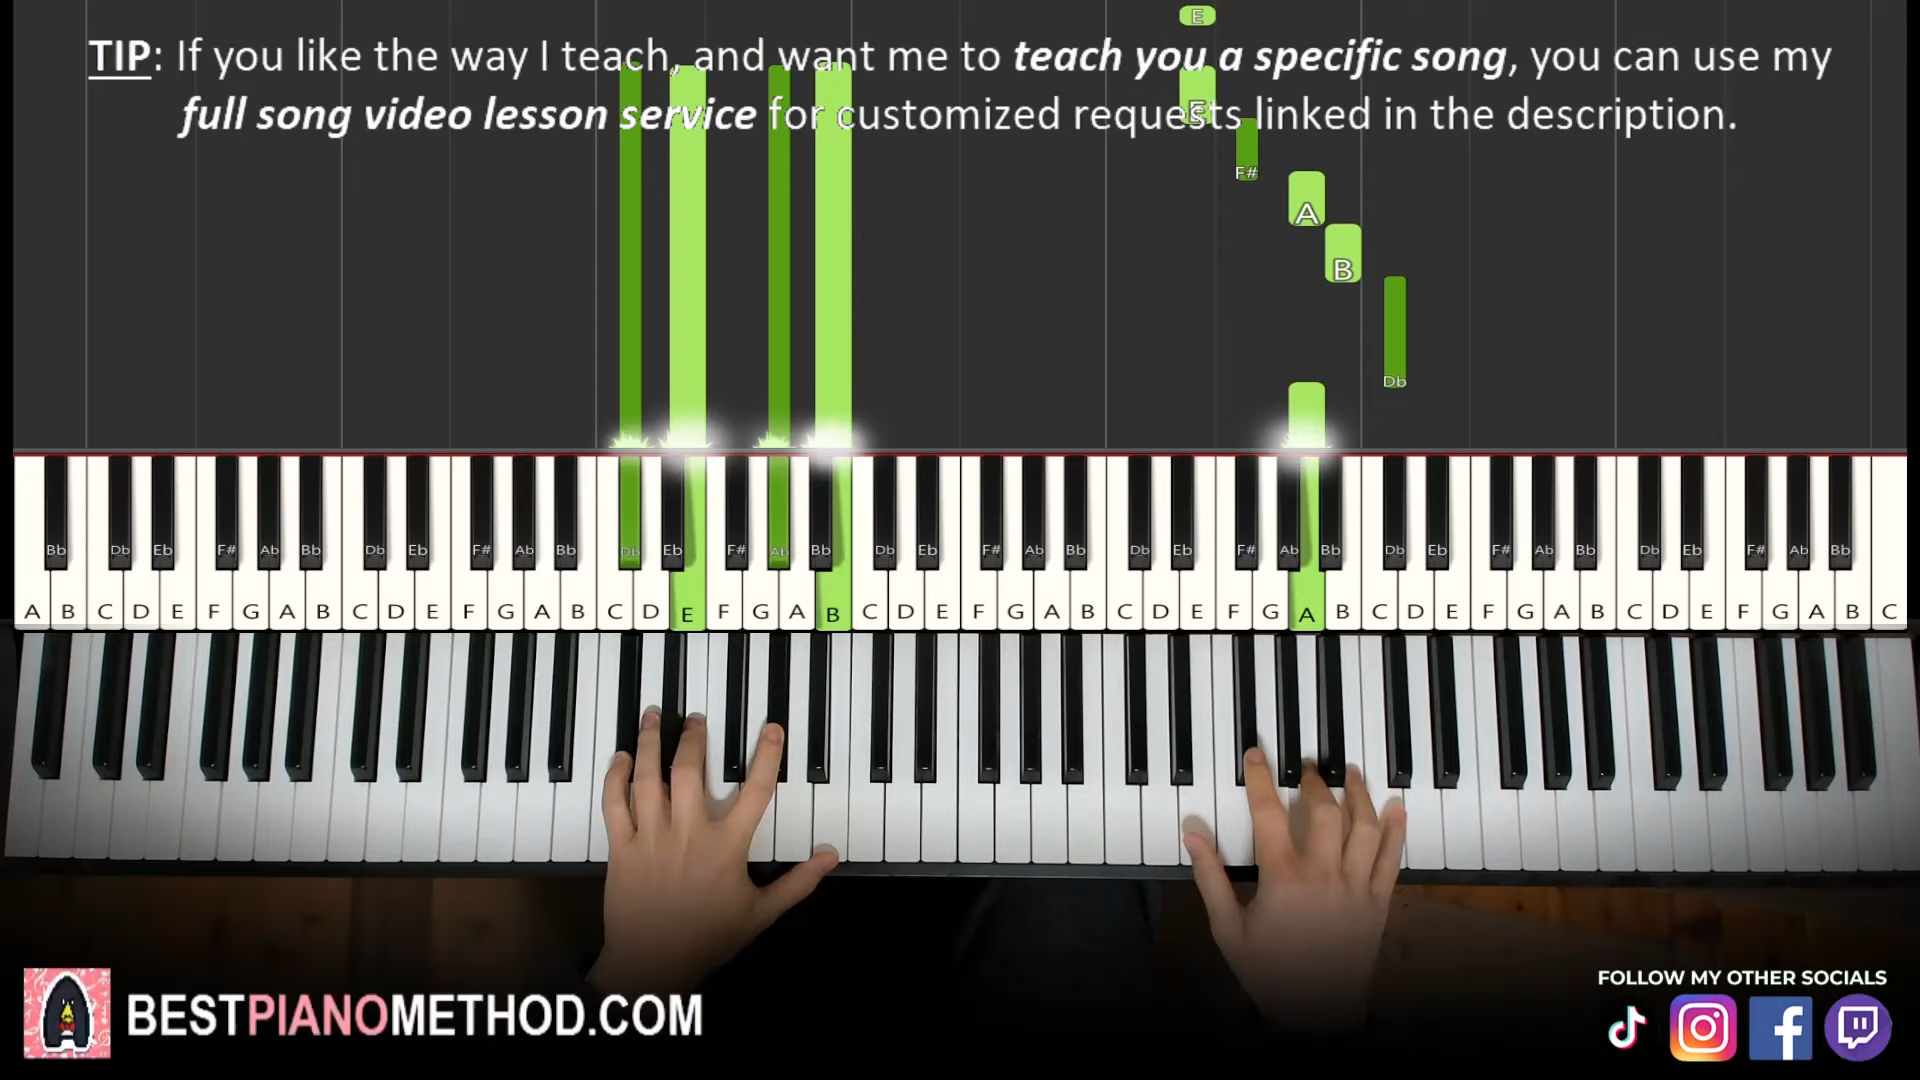 TIP: If you like the way I teach, and want me to teach you a specific song, you can use my
full song video lesson service for customized requests linked in the description.
E
E
F#
A
B
Db
Bb Db Eb F# Ab Bb Db Eb F# Ab Bb Db Eb F# Ab Bb Db Eb F# Ab Bb Db Eb F# Ab Bb Db Eb F# Ab Bb Db Eb F# Ab Bb
A B C D E F G A B C D E F G A B C D E F G A B C D E F G A B C D E F G A B C D E F G A B C D E F G A B C
FOLLOW MY OTHER SOCIALS
BESTPIANOMETHOD.COM